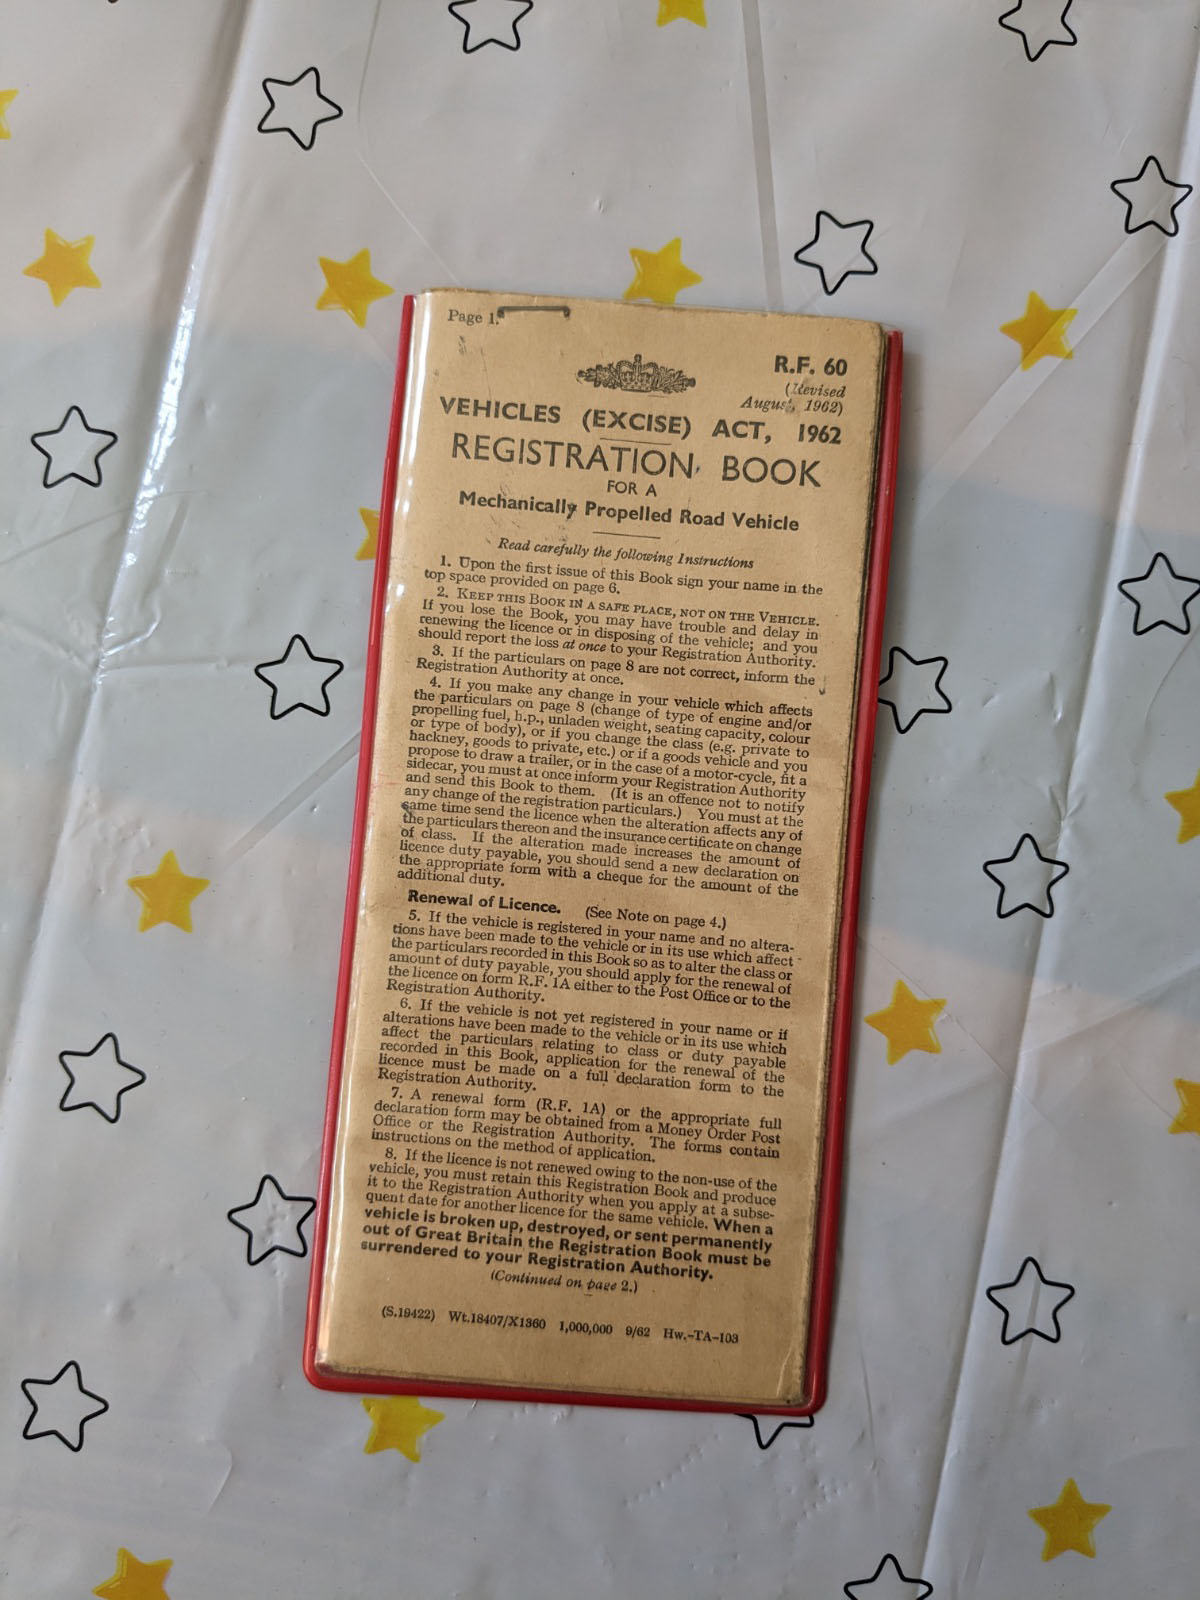 Page 1.
R.F. 60
(Revised
August, 1962)
VEHICLES (EXCISE) ACT, 1962
REGISTRATION BOOK
FOR A
Mechanically Propelled Road Vehicle
Read carefully the following Instructions
1. Upon the first issue of this Book sign your name in the
top space provided on page 6.
2. KEEP THIS BOOK IN A SAFE PLACE, NOT ON THE VEHICLE.
If you lose the Book, you may have trouble and delay in
renewing the licence or in disposing of the vehicle; and you
should report the loss at once to your Registration Authority.
3. If the particulars on page 8 are not correct, inform the
Registration Authority at once.
4. If you make any change in your vehicle which affects
the particulars on page 8 (change of type of engine and/or
propelling fuel, h.p., unladen weight, seating capacity, colour
or type of body), or if you change the class (e.g. private to
hackney, goods to private, etc.) or if a goods vehicle and you
propose to draw a trailer, or in the case of a motor-cycle, fit a
sidecar, you must at once inform your Registration Authority
and send this Book to them. (It is an offence not to notify
any change of the registration particulars.) You must at the
same time send the licence when the alteration affects any of
the particulars thereon and the insurance certificate on change
of class. If the alteration made increases the amount of
licence duty payable, you should send a new declaration on
the appropriate form with a cheque for the amount of the
additional duty.
Renewal of Licence. (See Note on page 4.)
5. If the vehicle is registered in your name and no altera-
tions have been made to the vehicle or in its use which affect
the particulars recorded in this Book so as to alter the class or
amount of duty payable, you should apply for the renewal of
the licence on form R.F. 1A either to the Post Office or to the
Registration Authority.
6. If the vehicle is not yet registered in your name or if
alterations have been made to the vehicle or in its use which
affect the particulars relating to class or duty payable
recorded in this Book, application for the renewal of the
licence must be made on a full declaration form to the
Registration Authority.
7. A renewal form (R.F. 1A) or the appropriate full
declaration form may be obtained from a Money Order Post
Office or the Registration Authority. The forms contain
instructions on the method of application.
8. If the licence is not renewed owing to the non-use of the
vehicle, you must retain this Registration Book and produce
it to the Registration Authority when you apply at a subse-
quent date for another licence for the same vehicle. When a
vehicle is broken up, destroyed, or sent permanently
out of Great Britain the Registration Book must be
surrendered to your Registration Authority.
(Continued on page 2.)
(S.19422) Wt.18407/X1360 1,000,000 9/62 Hw.-TA-103